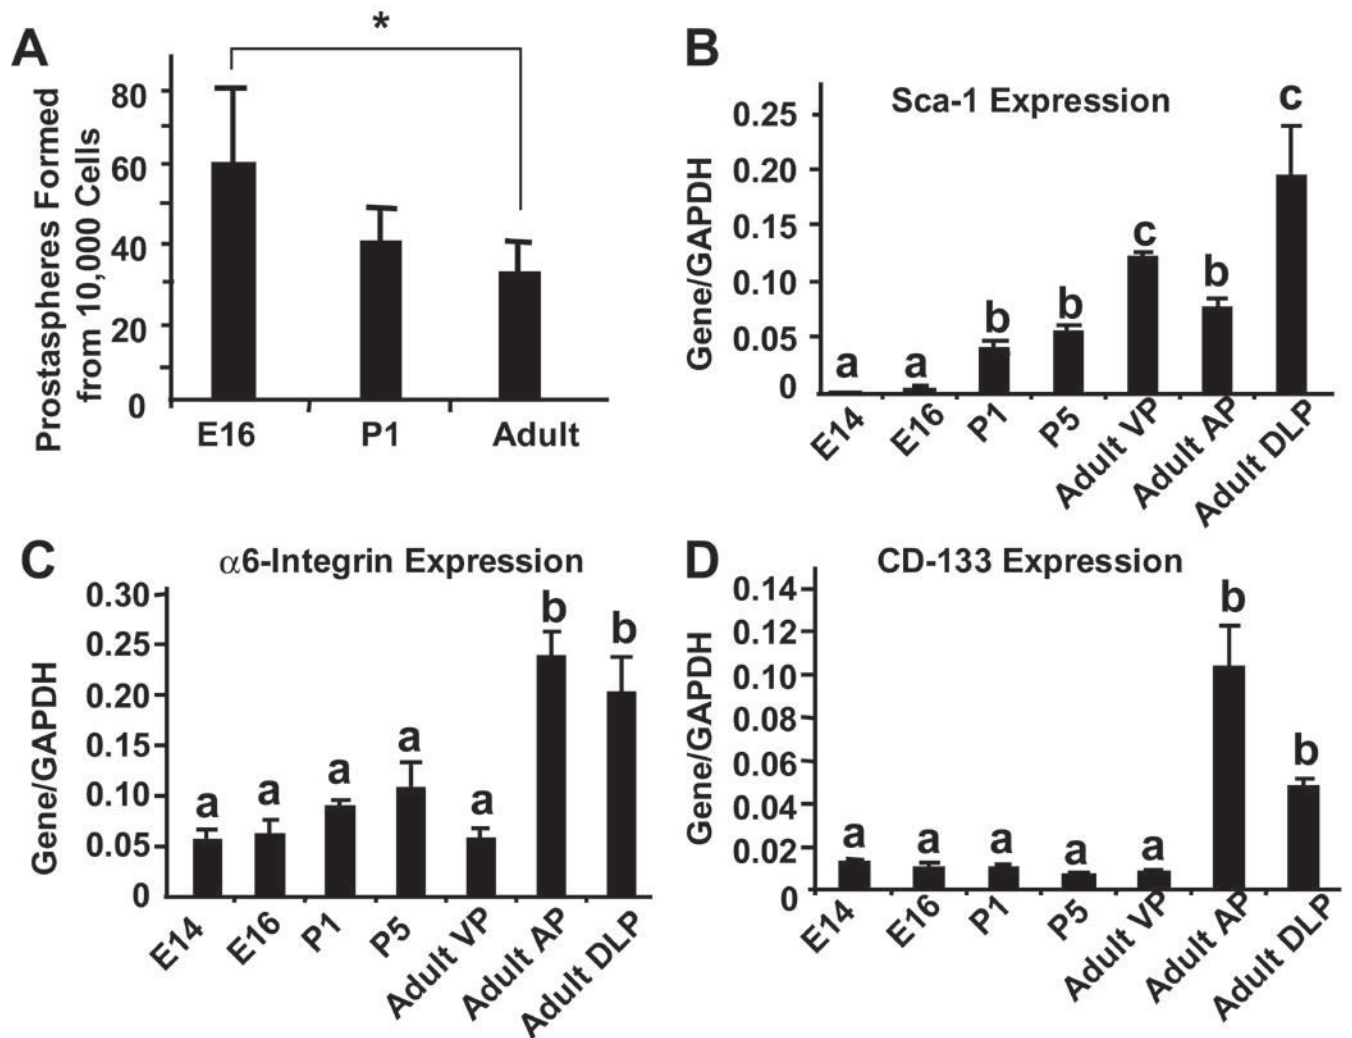 A
*
Prostaspheres Formed
from 10,000 Cells
80
60
40
20
0
E16 P1 Adult
B
Sca-1 Expression
Gene/GAPDH
0.25
0.20
0.15
0.10
0.05
0
a a b b c b c
E14 E16 P1 P5 Adult VP Adult AP Adult DLP
C
α6-Integrin Expression
Gene/GAPDH
0.30
0.25
0.20
0.15
0.10
0.05
0
a a a a a b b
E14 E16 P1 P5 Adult VP Adult AP Adult DLP
D
CD-133 Expression
Gene/GAPDH
0.14
0.12
0.10
0.08
0.06
0.04
0.02
0
a a a a a b b
E14 E16 P1 P5 Adult VP Adult AP Adult DLP